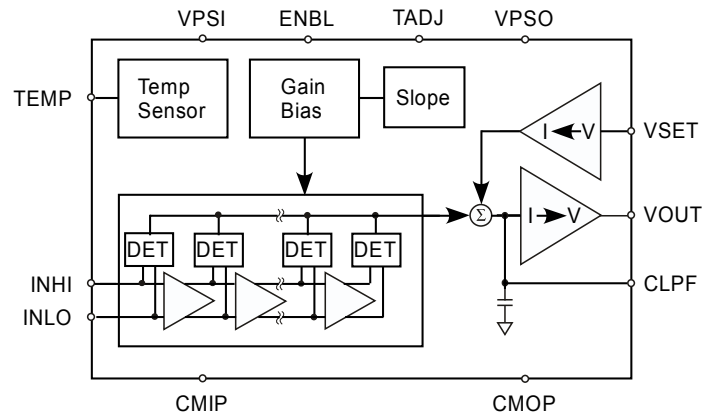 VPSI ENBL TADJ VPSO
TEMP
Temp
Sensor
Gain
Bias
Slope
I V
VSET
Σ
I V
VOUT
DET DET DET DET
INHI
INLO
CLPF
CMIP CMOP